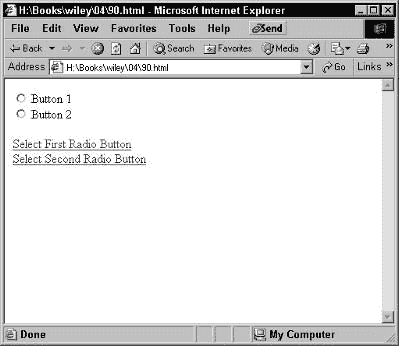 H:\Books\wiley\04\90.html - Microsoft Internet Explorer
File Edit View Favorites Tools Help Send
Back Search Favorites Media »
Address H:\Books\wiley\04\90.html Go Links »
Button 1
Button 2
Select First Radio Button
Select Second Radio Button
Done My Computer